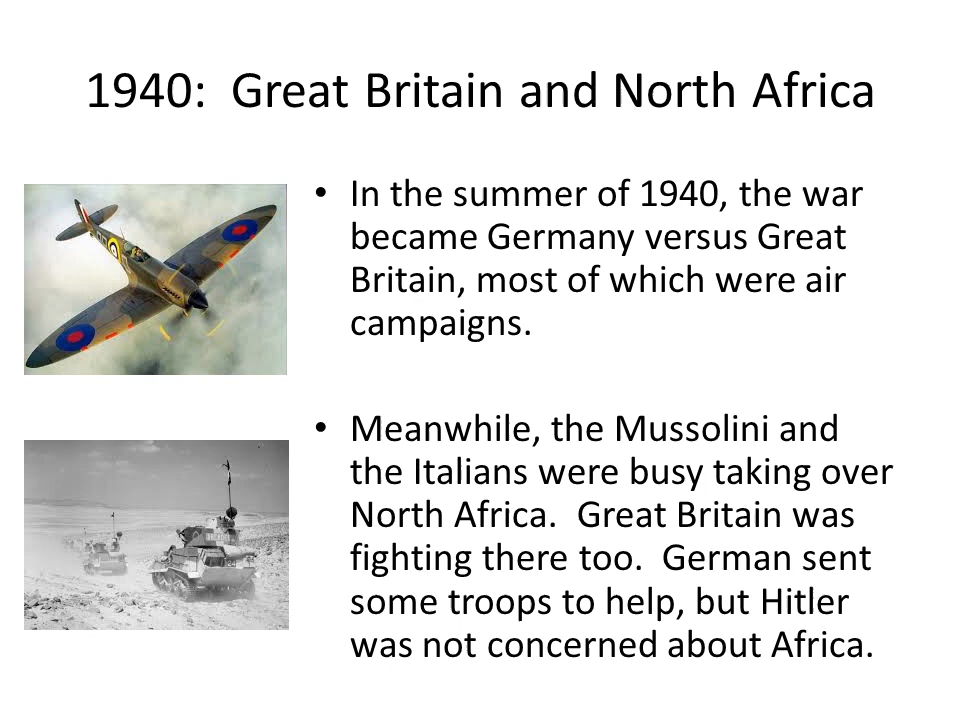 1940:  Great Britain and North Africa
• In the summer of 1940, the war
became Germany versus Great
Britain, most of which were air
campaigns.
• Meanwhile, the Mussolini and
the Italians were busy taking over
North Africa.  Great Britain was
fighting there too.  German sent
some troops to help, but Hitler
was not concerned about Africa.